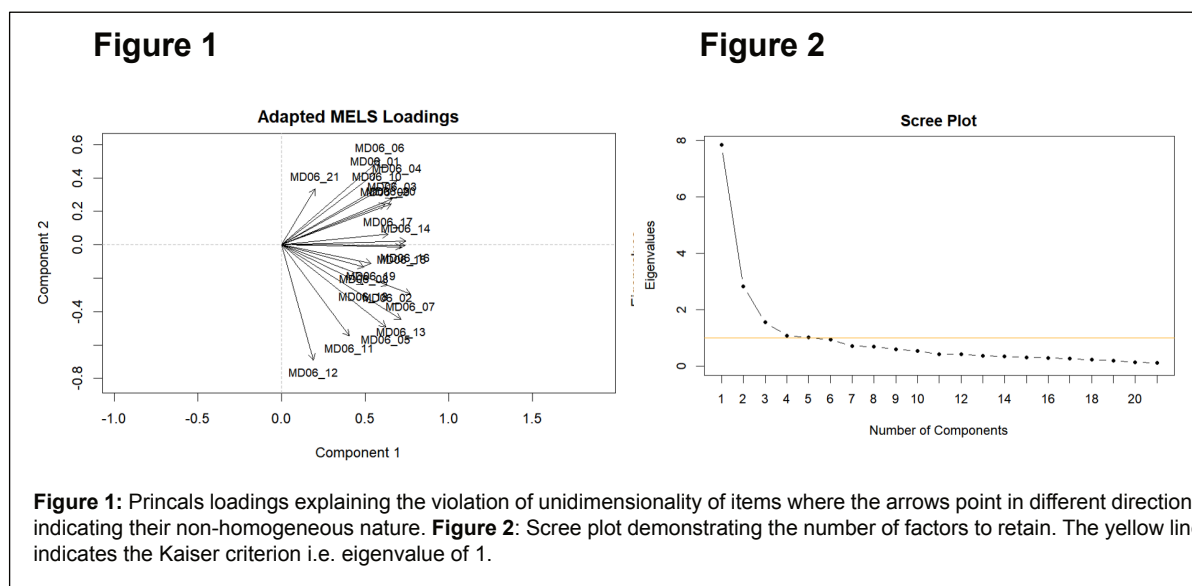 Figure 1
Figure 2
Adapted MELS Loadings
Component 2
0.6
0.4
0.2
0.0
-0.4
-0.8
MD06_06
MD06_01
MD06_04
MD06_10
MD06_21
MD06_03
MD06_17
MD06_14
MD06_16
MD06_19
MD06_08
MD06_02
MD06_07
MD06_13
MD06_05
MD06_11
MD06_12
-1.0 -0.5 0.0 0.5 1.0 1.5
Component 1
Scree Plot
Eigenvalues
8
6
4
2
0
1 2 3 4 5 6 7 8 9 10 12 14 16 18 20
Number of Components
Figure 1: Princals loadings explaining the violation of unidimensionality of items where the arrows point in different direction
indicating their non-homogeneous nature. Figure 2: Scree plot demonstrating the number of factors to retain. The yellow lin
indicates the Kaiser criterion i.e. eigenvalue of 1.